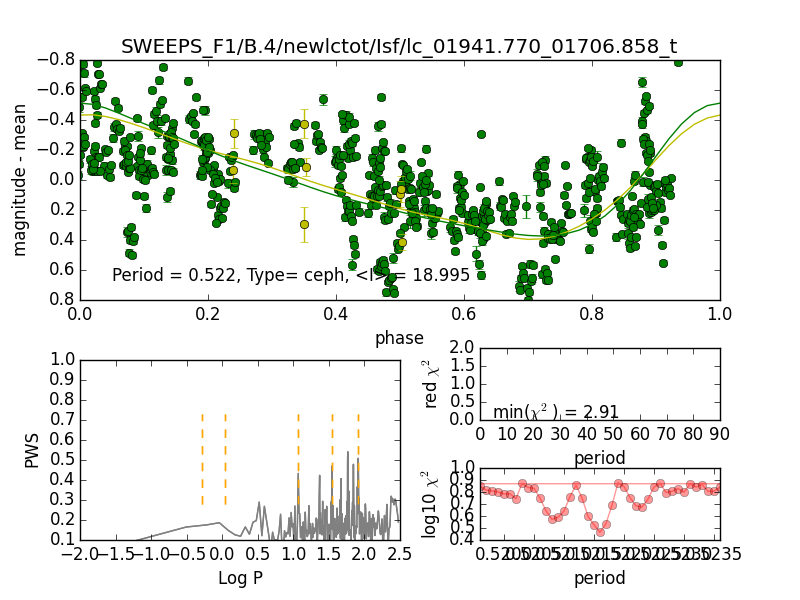 SWEEPS_F1/B.4/newlctot/Isf/lc_01941.770_01706.858_t
−0.8
−0.6
−0.4
−0.2
0.0
0.2
0.4
0.6
0.8
magnitude - mean
Period = 0.522, Type= ceph, <I> = 18.995
0.0 0.2 0.4 0.6 0.8 1.0
phase
1.0
0.9
0.8
0.7
0.6
0.5
0.4
0.3
0.2
0.1
PWS
−2.0 −1.5 −1.0 −0.5 0.0 0.5 1.0 1.5 2.0 2.5
Log P
2.0
1.5
1.0
0.5
0.0
red χ²
min(χ² ) = 2.91
0 10 20 30 40 50 60 70 80 90
period
1.0
0.9
0.8
0.7
0.6
0.5
0.4
log10 χ²
period